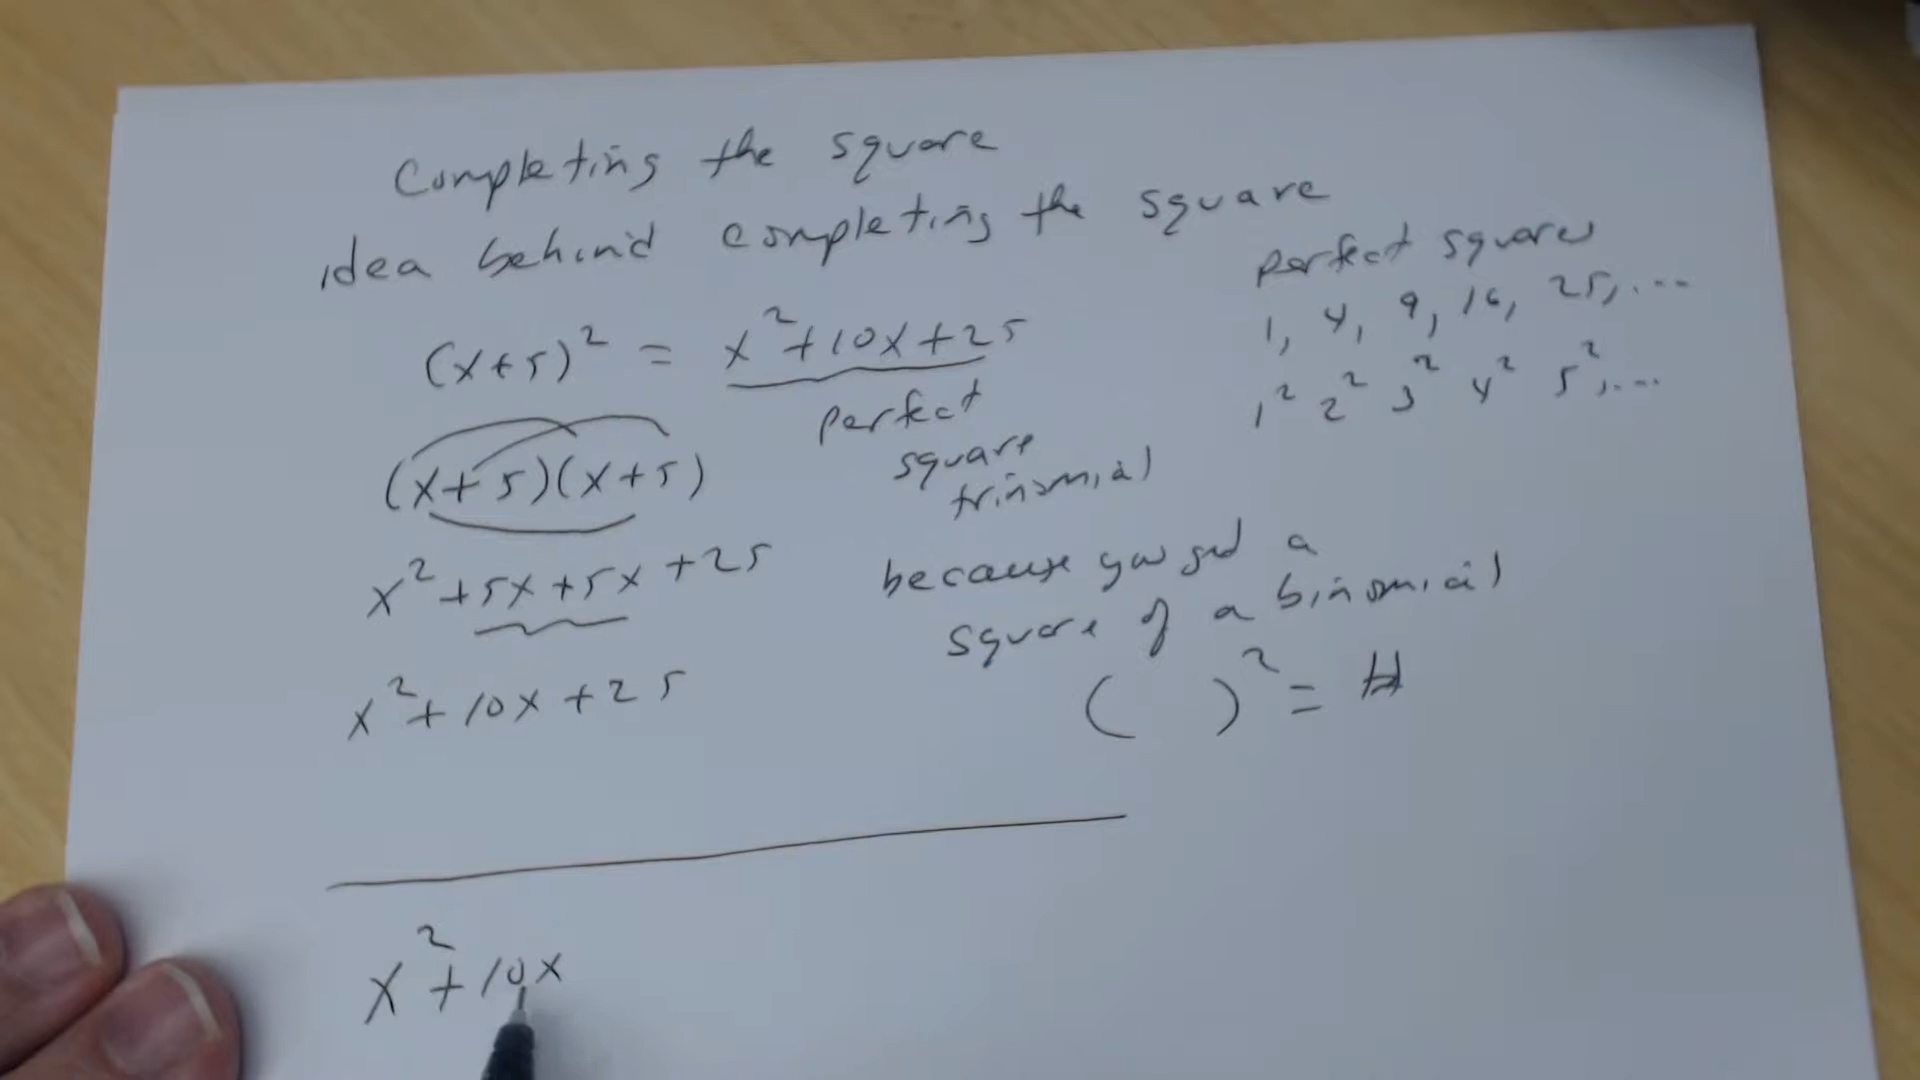 Completing the square
idea behind completing the square
(x+5)² = x²+10x+25
perfect
square
trinomial
(x+5)(x+5)
x²+5x+5x+25
x²+10x+25
perfect squares
1, 4, 9, 16, 25,...
1² 2² 3² 4² 5²,...
because you get a
square of a binomial
( )² = #
x²+10x